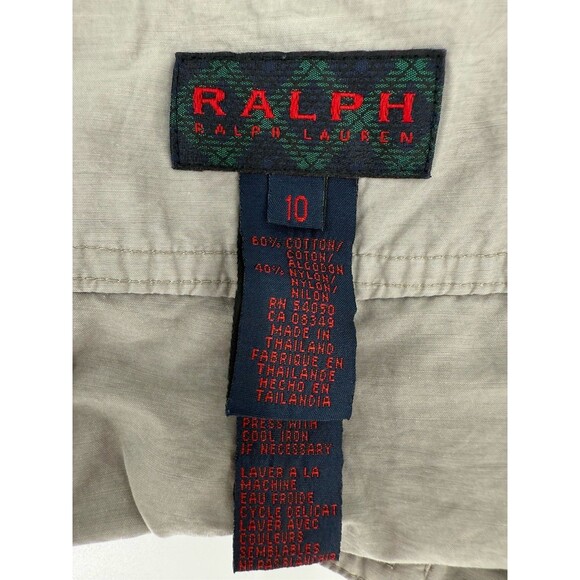 RALPH
RALPH LAUREN
10
60% COTTON/
COTON/
ALGODON
40% NYLON/
NYLON/
NILON
RN 54050
CA 08349
MADE IN
THAILAND
FABRIQUE EN
THAILANDE
HECHO EN
TAILANDIA
PRESS WITH
COOL IRON
IF NECESSARY
LAVER A LA
MACHINE
EAU FROIDE
CYCLE DELICAT
LAVER AVEC
COULEURS
SEMBLABLES